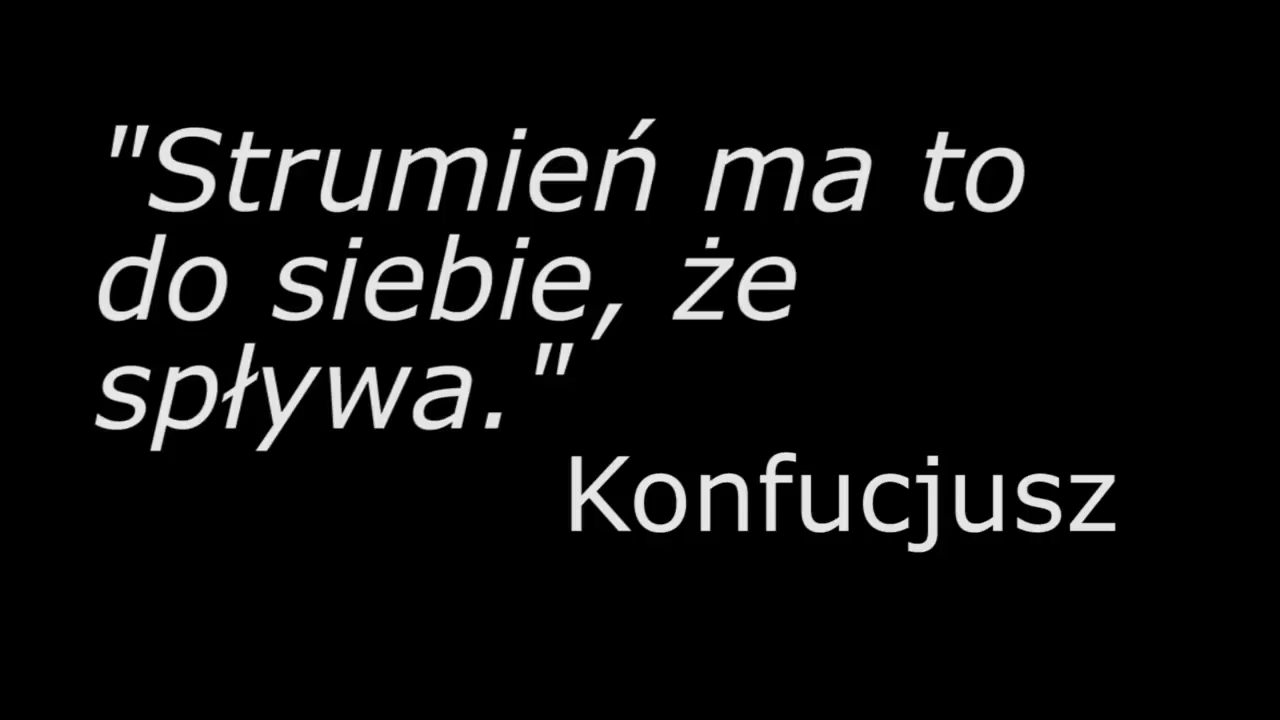 "Strumień ma to
do siebie, że
spływa."
Konfucjusz